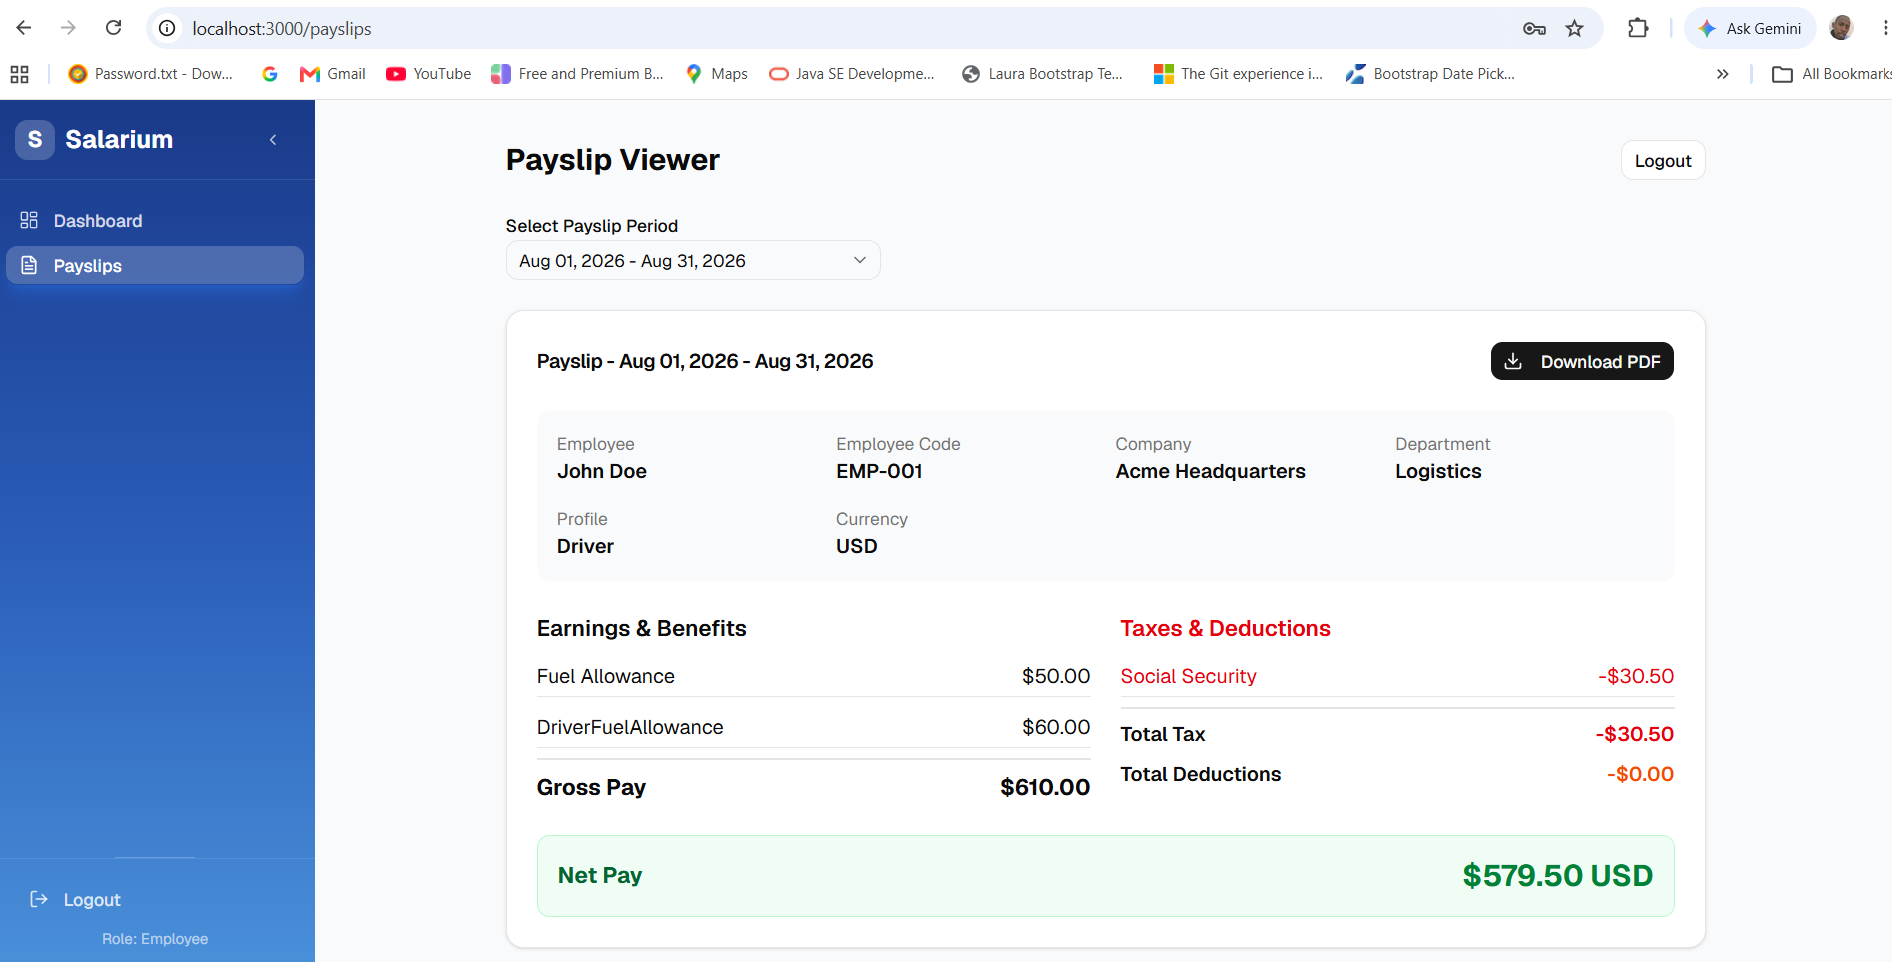 localhost:3000/payslips
Ask Gemini
Password.txt - Dow...
Gmail
YouTube
Free and Premium B...
Maps
Java SE Developme...
Laura Bootstrap Te...
The Git experience i...
Bootstrap Date Pick...
All Bookmarks
S Salarium
Dashboard
Payslips
Logout
Role: Employee
Payslip Viewer
Logout
Select Payslip Period
Aug 01, 2026 - Aug 31, 2026
Payslip - Aug 01, 2026 - Aug 31, 2026
Download PDF
Employee Employee Code Company Department
John Doe EMP-001 Acme Headquarters Logistics
Profile Currency
Driver USD
Earnings & Benefits
Fuel Allowance $50.00
DriverFuelAllowance $60.00
Gross Pay $610.00
Taxes & Deductions
Social Security -$30.50
Total Tax -$30.50
Total Deductions -$0.00
Net Pay $579.50 USD